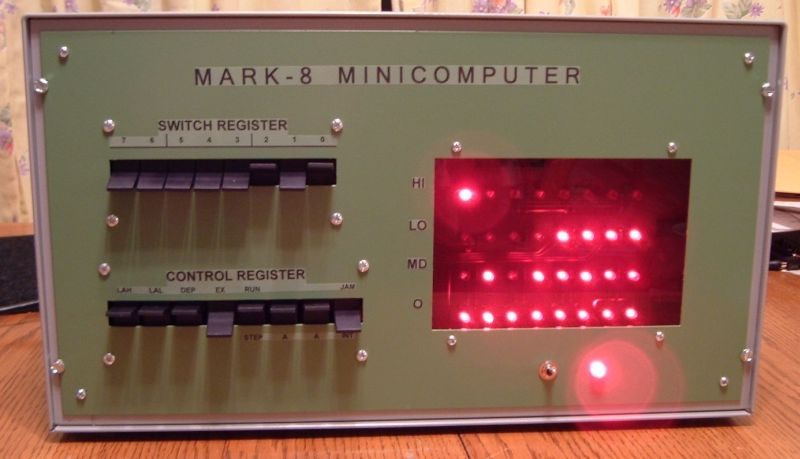 MARK-8 MINICOMPUTER
SWITCH REGISTER
7 6 5 4 3 2 1 0
HI
LO
MD
O
CONTROL REGISTER
LAH LAL DEP EX RUN JAM
STEP A A INT